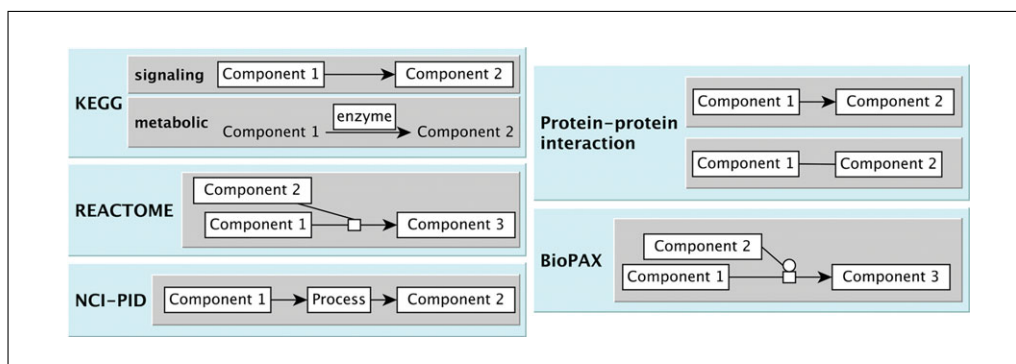 KEGG
signaling
Component 1
Component 2
metabolic
Component 1
enzyme
Component 2
REACTOME
Component 2
Component 1
Component 3
NCI-PID
Component 1
Process
Component 2
Protein-protein
interaction
Component 1
Component 2
Component 1
Component 2
BioPAX
Component 2
Component 1
Component 3